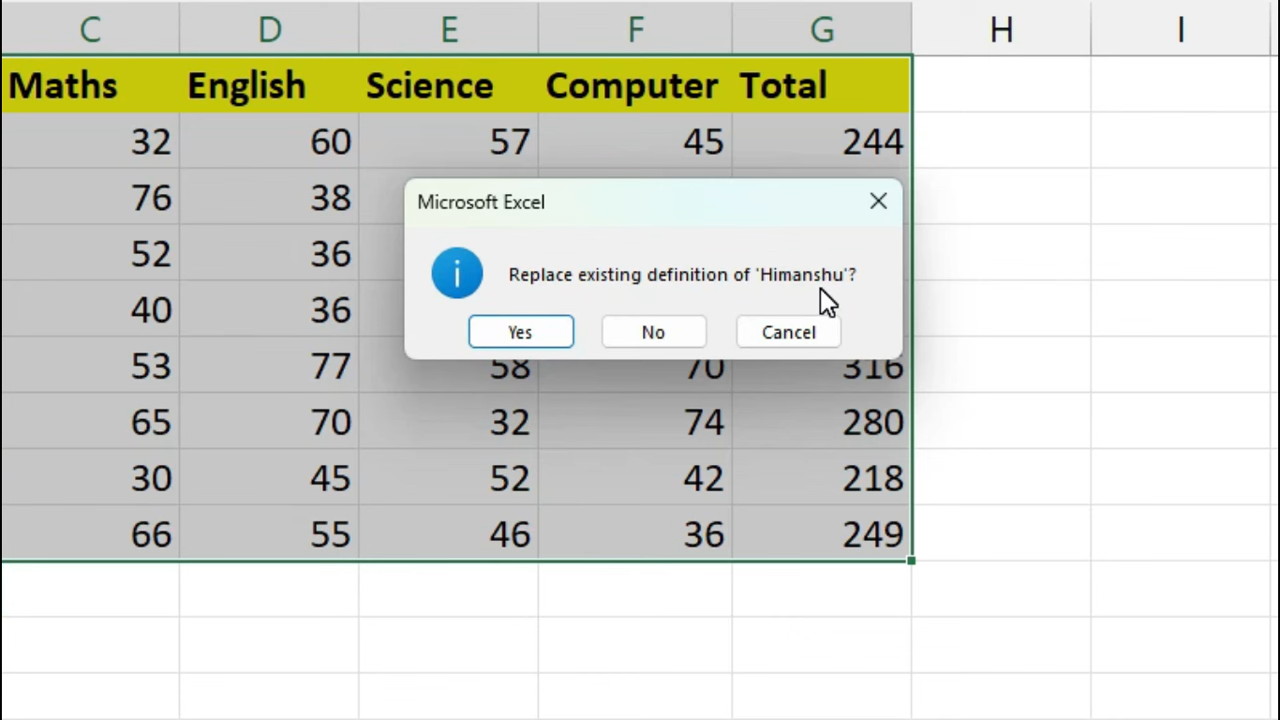 C D E F G H I
Maths English Science Computer Total
32 60 57 45 244
76 38
Microsoft Excel
52 36
Replace existing definition of 'Himanshu'?
40 36
Yes No Cancel
53 77 58 70 316
65 70 32 74 280
30 45 52 42 218
66 55 46 36 249